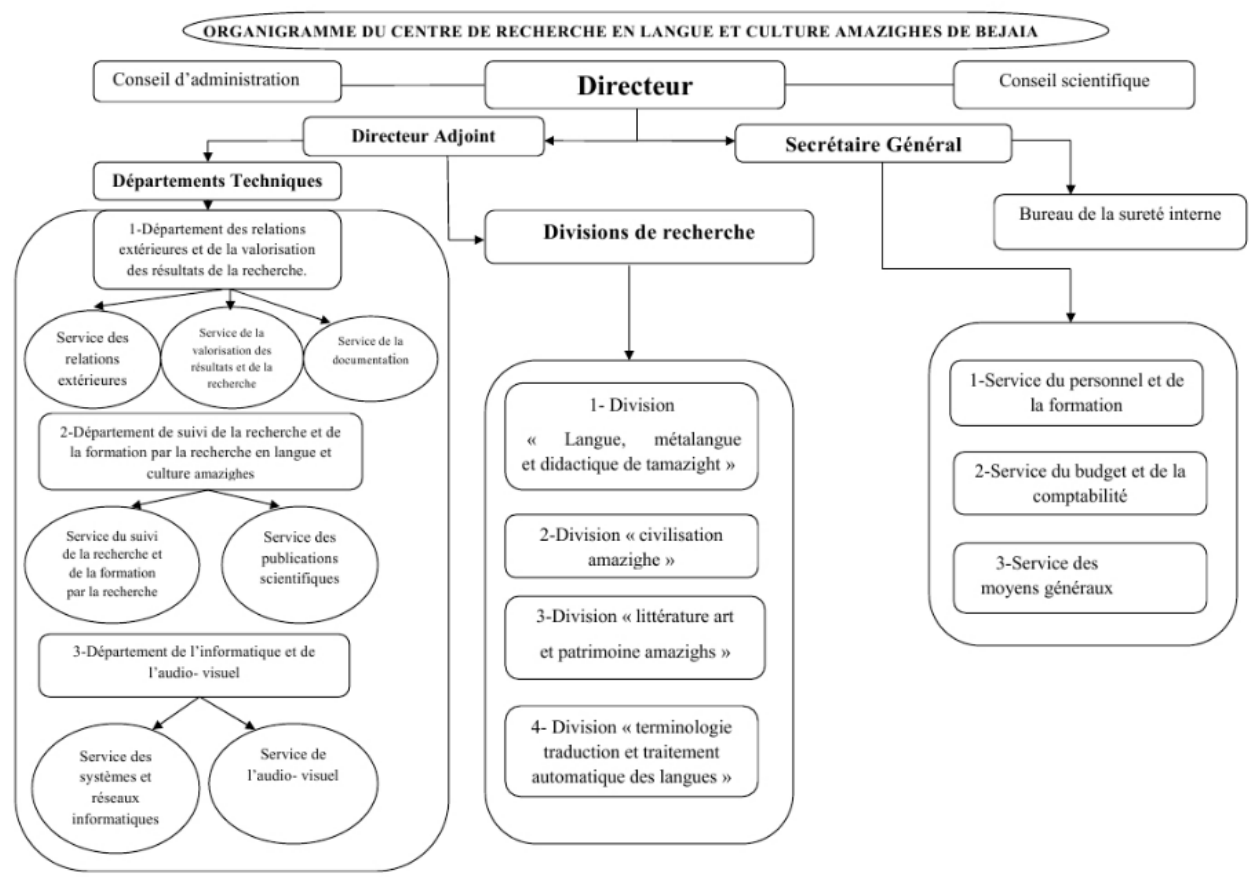 ORGANIGRAMME DU CENTRE DE RECHERCHE EN LANGUE ET CULTURE AMAZIGHES DE BEJAIA
Conseil d'administration
Directeur
Conseil scientifique
Directeur Adjoint
Secrétaire Général
Départements Techniques
Bureau de la sureté interne
Divisions de recherche
1-Département des relations
extérieures et de la valorisation
des résultats de la recherche.
Service des
relations
extérieures
Service de la
valorisation des
résultats et de la
recherche
Service de la
documentation
2-Département de suivi de la recherche et de
la formation par la recherche en langue et
culture amazighes
Service du suivi
de la recherche et
de la formation
par la recherche
Service des
publications
scientifiques
3-Département de l'informatique et de
l'audio- visuel
Service des
systèmes et
réseaux
informatiques
Service de
l'audio- visuel
1- Division
« Langue, métalangue
et didactique de tamazight »
2-Division « civilisation
amazighe »
3-Division « littérature art
et patrimoine amazighs »
4- Division « terminologie
traduction et traitement
automatique des langues »
1-Service du personnel et de
la formation
2-Service du budget et de la
comptabilité
3-Service des
moyens généraux